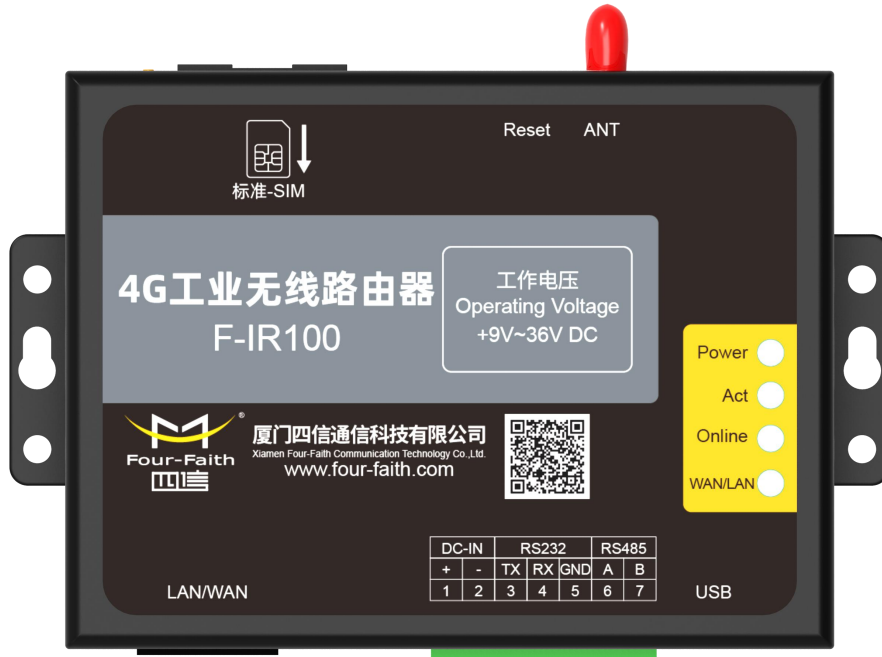 Reset ANT
标准-SIM
4G工业无线路由器
F-IR100
工作电压
Operating Voltage
+9V~36V DC
Power
Act
Online
WAN/LAN
®
Four-Faith
四信
厦门四信通信科技有限公司
Xiamen Four-Faith Communication Technology Co.,Ltd.
www.four-faith.com
DC-IN RS232 RS485
+ - TX RX GND A B
1 2 3 4 5 6 7
LAN/WAN
USB